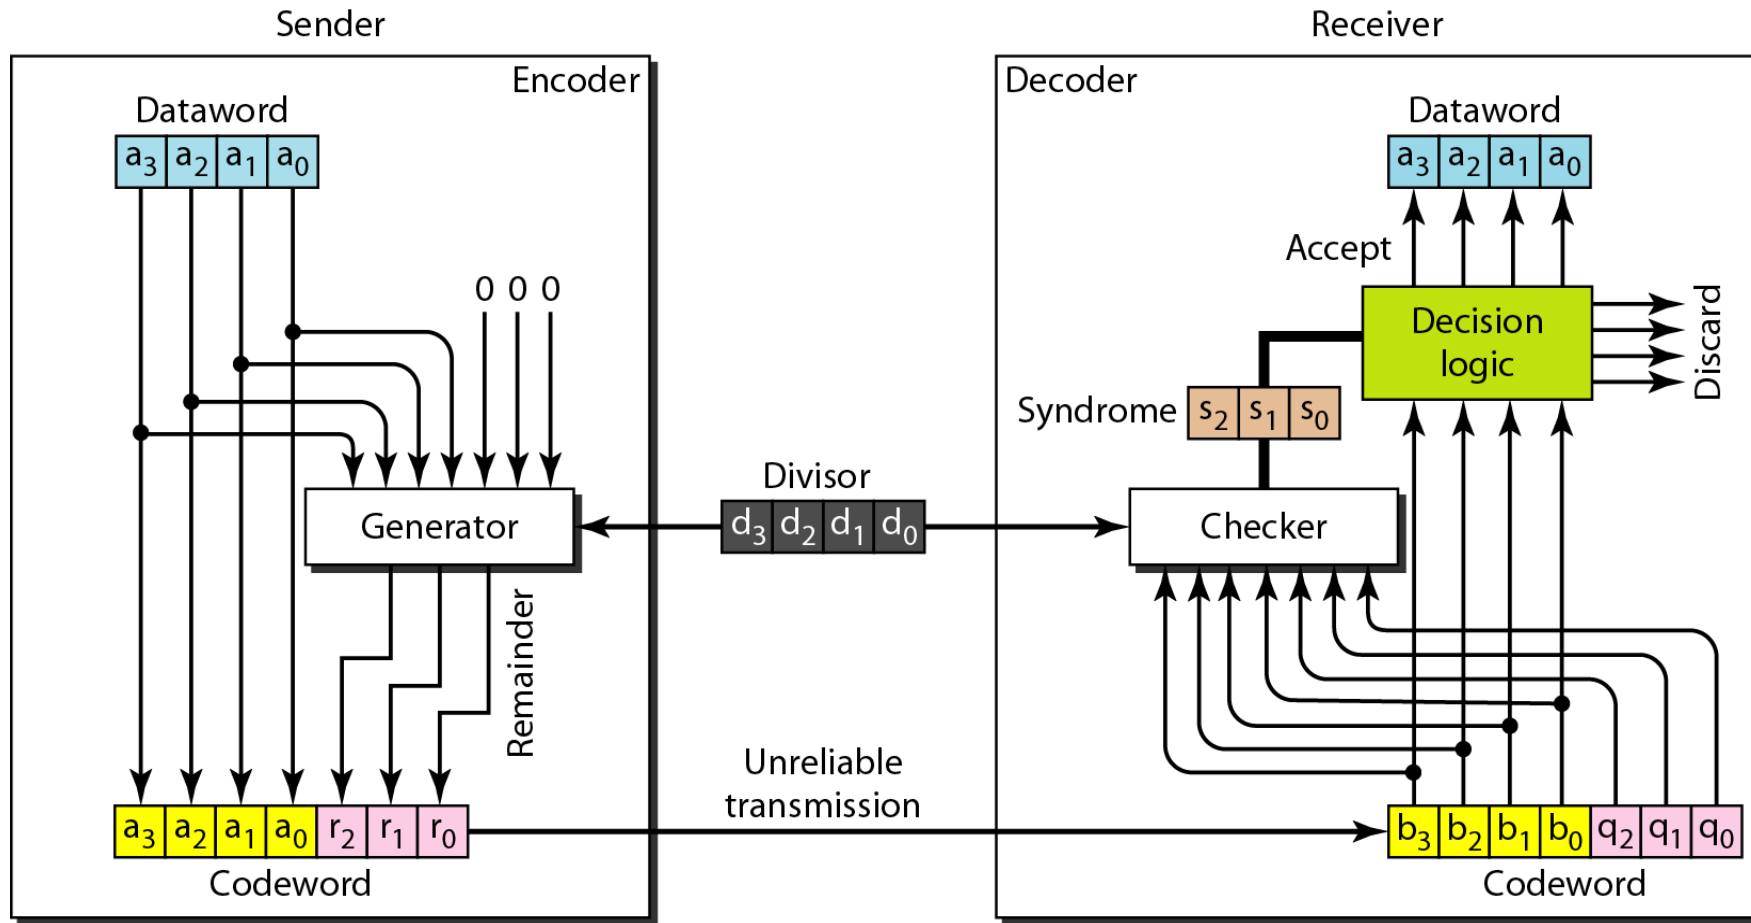 Sender
Receiver
Encoder
Decoder
Dataword
a3 a2 a1 a0
0 0 0
Generator
Remainder
a3 a2 a1 a0 r2 r1 r0
Codeword
Divisor
d3 d2 d1 d0
Unreliable
transmission
Dataword
a3 a2 a1 a0
Accept
Decision
logic
Discard
Syndrome
s2 s1 s0
Checker
b3 b2 b1 b0 q2 q1 q0
Codeword